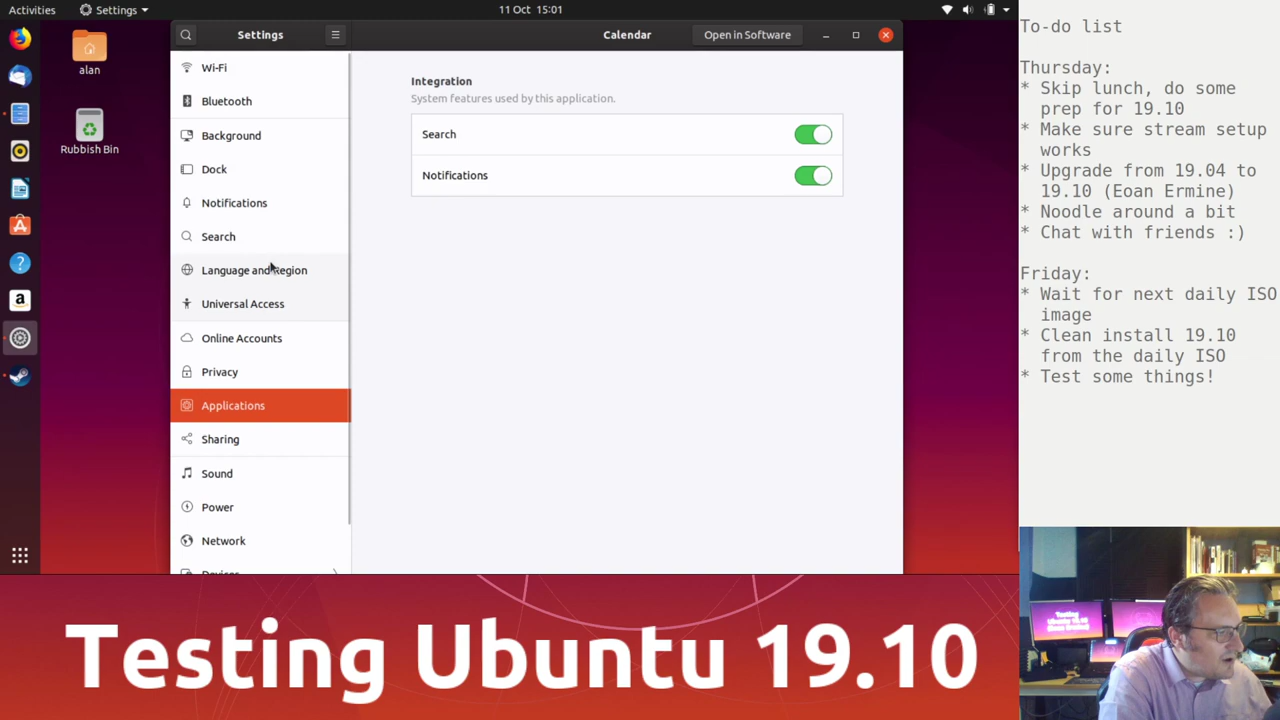 Activities
Settings
11 Oct 15:01
alan
Rubbish Bin
Settings
Calendar
Open in Software
Wi-Fi
Bluetooth
Background
Dock
Notifications
Search
Language and Region
Universal Access
Online Accounts
Privacy
Applications
Sharing
Sound
Power
Network
Devices
Integration
System features used by this application.
Search
Notifications
To-do list
Thursday:
* Skip lunch, do some
prep for 19.10
* Make sure stream setup
works
* Upgrade from 19.04 to
19.10 (Eoan Ermine)
* Noodle around a bit
* Chat with friends :)
Friday:
* Wait for next daily ISO
image
* Clean install 19.10
from the daily ISO
* Test some things!
Testing Ubuntu 19.10